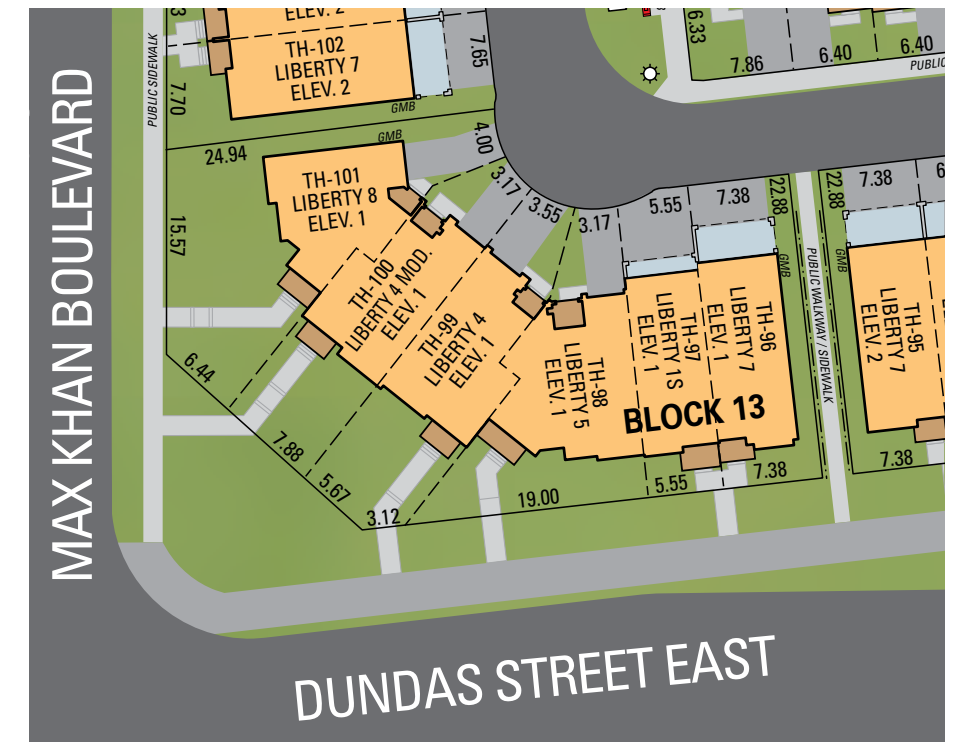 ELEV. 2
TH-102
LIBERTY 7
ELEV. 2
7.65
6.33
7.86
6.40
6.40
PUBLIC
PUBLIC SIDEWALK
7.70
GMB
GMB
24.94
4.00
3.17
3.55
3.17
5.55
7.38
22.88
22.88
7.38
6
TH-101
LIBERTY 8
ELEV. 1
15.57
TH-100
LIBERTY 4 MOD.
ELEV. 1
TH-99
LIBERTY 4
ELEV. 1
TH-98
LIBERTY 5
ELEV. 1
TH-97
LIBERTY 1S
ELEV. 1
TH-96
LIBERTY 7
ELEV. 1
GMB
PUBLIC WALKWAY / SIDEWALK
GMB
TH-95
LIBERTY 7
ELEV. 2
BLOCK 13
6.44
7.88
5.67
3.12
19.00
5.55
7.38
7.38
MAX KHAN BOULEVARD
DUNDAS STREET EAST